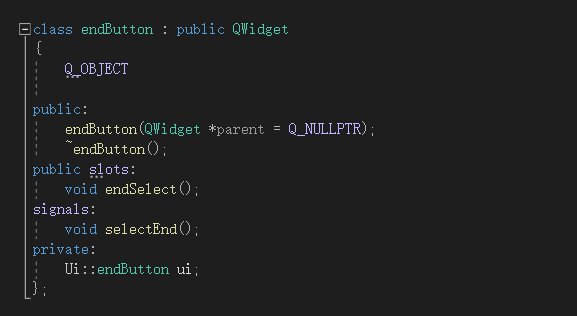 class endButton : public QWidget
{
    Q_OBJECT

public:
    endButton(QWidget *parent = Q_NULLPTR);
    ~endButton();
public slots:
    void endSelect();
signals:
    void selectEnd();
private:
    Ui::endButton ui;
};